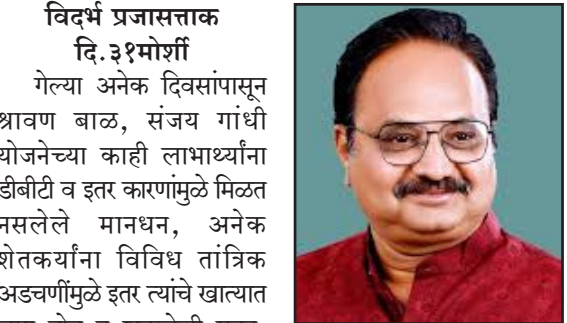 विदर्भ प्रजासत्ताक
दि.३१मोर्शी
गेल्या अनेक दिवसांपासून
श्रावण बाळ, संजय गांधी
योजनेच्या काही लाभार्थ्यांना
डीबीटी व इतर कारणांमुळे मिळत
नसलेले मानधन, अनेक
शेतकर्यांना विविध तांत्रिक
अडचणींमुळे इतर त्यांचे खात्यात